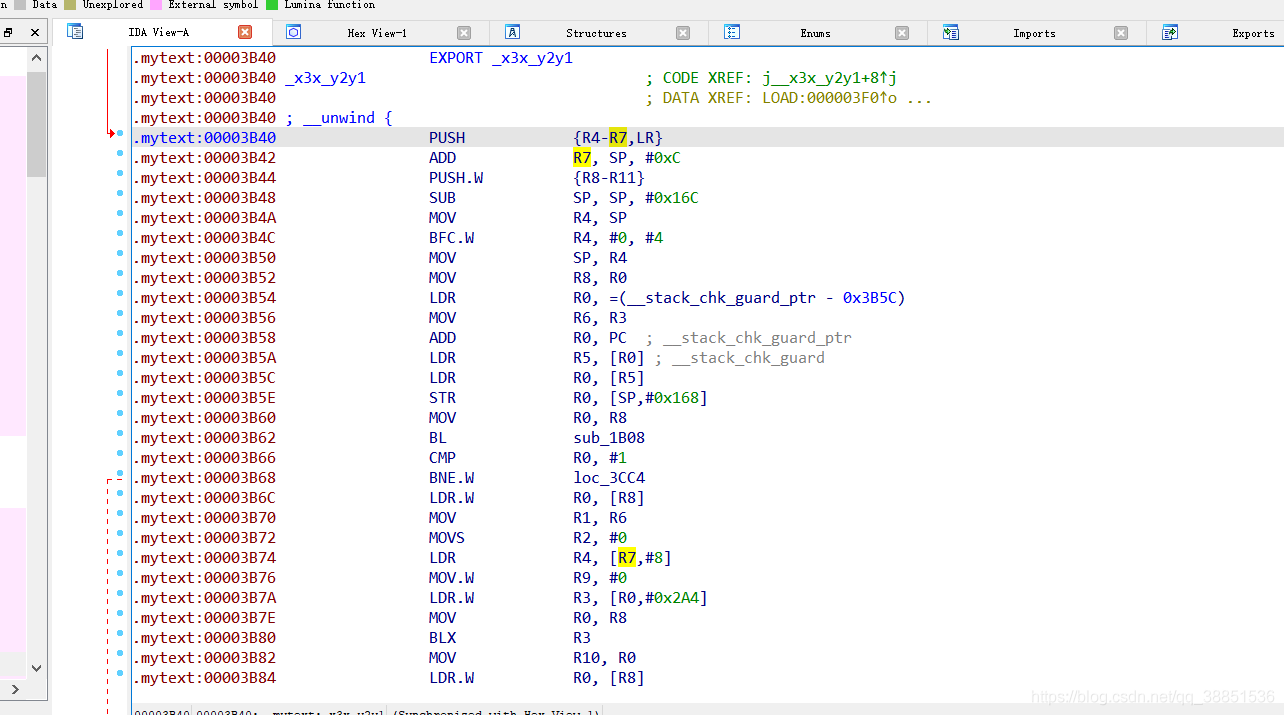 n Data Unexplored External symbol Lumina function
IDA View-A Hex View-1 Structures Enums Imports Exports
.mytext:00003B40 EXPORT _x3x_y2y1
.mytext:00003B40 _x3x_y2y1 ; CODE XREF: j__x3x_y2y1+8↑j
.mytext:00003B40 ; DATA XREF: LOAD:000003F0↑o ...
.mytext:00003B40 ; __unwind {
.mytext:00003B40 PUSH {R4-R7,LR}
.mytext:00003B42 ADD R7, SP, #0xC
.mytext:00003B44 PUSH.W {R8-R11}
.mytext:00003B48 SUB SP, SP, #0x16C
.mytext:00003B4A MOV R4, SP
.mytext:00003B4C BFC.W R4, #0, #4
.mytext:00003B50 MOV SP, R4
.mytext:00003B52 MOV R8, R0
.mytext:00003B54 LDR R0, =(__stack_chk_guard_ptr - 0x3B5C)
.mytext:00003B56 MOV R6, R3
.mytext:00003B58 ADD R0, PC ; __stack_chk_guard_ptr
.mytext:00003B5A LDR R5, [R0] ; __stack_chk_guard
.mytext:00003B5C LDR R0, [R5]
.mytext:00003B5E STR R0, [SP,#0x168]
.mytext:00003B60 MOV R0, R8
.mytext:00003B62 BL sub_1B08
.mytext:00003B66 CMP R0, #1
.mytext:00003B68 BNE.W loc_3CC4
.mytext:00003B6C LDR.W R0, [R8]
.mytext:00003B70 MOV R1, R6
.mytext:00003B72 MOVS R2, #0
.mytext:00003B74 LDR R4, [R7,#8]
.mytext:00003B76 MOV.W R9, #0
.mytext:00003B7A LDR.W R3, [R0,#0x2A4]
.mytext:00003B7E MOV R0, R8
.mytext:00003B80 BLX R3
.mytext:00003B82 MOV R10, R0
.mytext:00003B84 LDR.W R0, [R8]
https://blog.csdn.net/qq_38851536
00003B40 00003B40: .mytext:_x3x_y2y1 (Synchronized with Hex View-1)